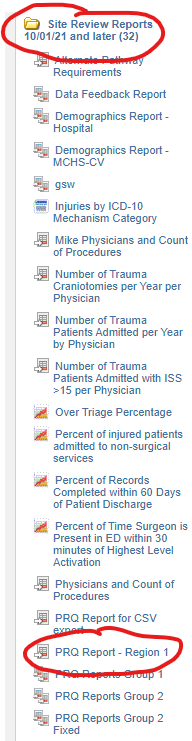 Site Review Reports
10/01/21 and later (32)
Alternate Pathway
Requirements
Data Feedback Report
Demographics Report -
Hospital
Demographics Report -
MCHS-CV
gsw
Injuries by ICD-10
Mechanism Category
Mike Physicians and Count
of Procedures
Number of Trauma
Craniotomies per Year per
Physician
Number of Trauma
Patients Admitted per Year
by Physician
Number of Trauma
Patients Admitted with ISS
>15 per Physician
Over Triage Percentage
Percent of injured patients
admitted to non-surgical
services
Percent of Records
Completed within 60 Days
of Patient Discharge
Percent of Time Surgeon is
Present in ED within 30
minutes of Highest Level
Activation
Physicians and Count of
Procedures
PRQ Report for CSV
export
PRQ Report - Region 1
PRQ Reports Group 1
PRQ Reports Group 2
PRQ Reports Group 2
Fixed